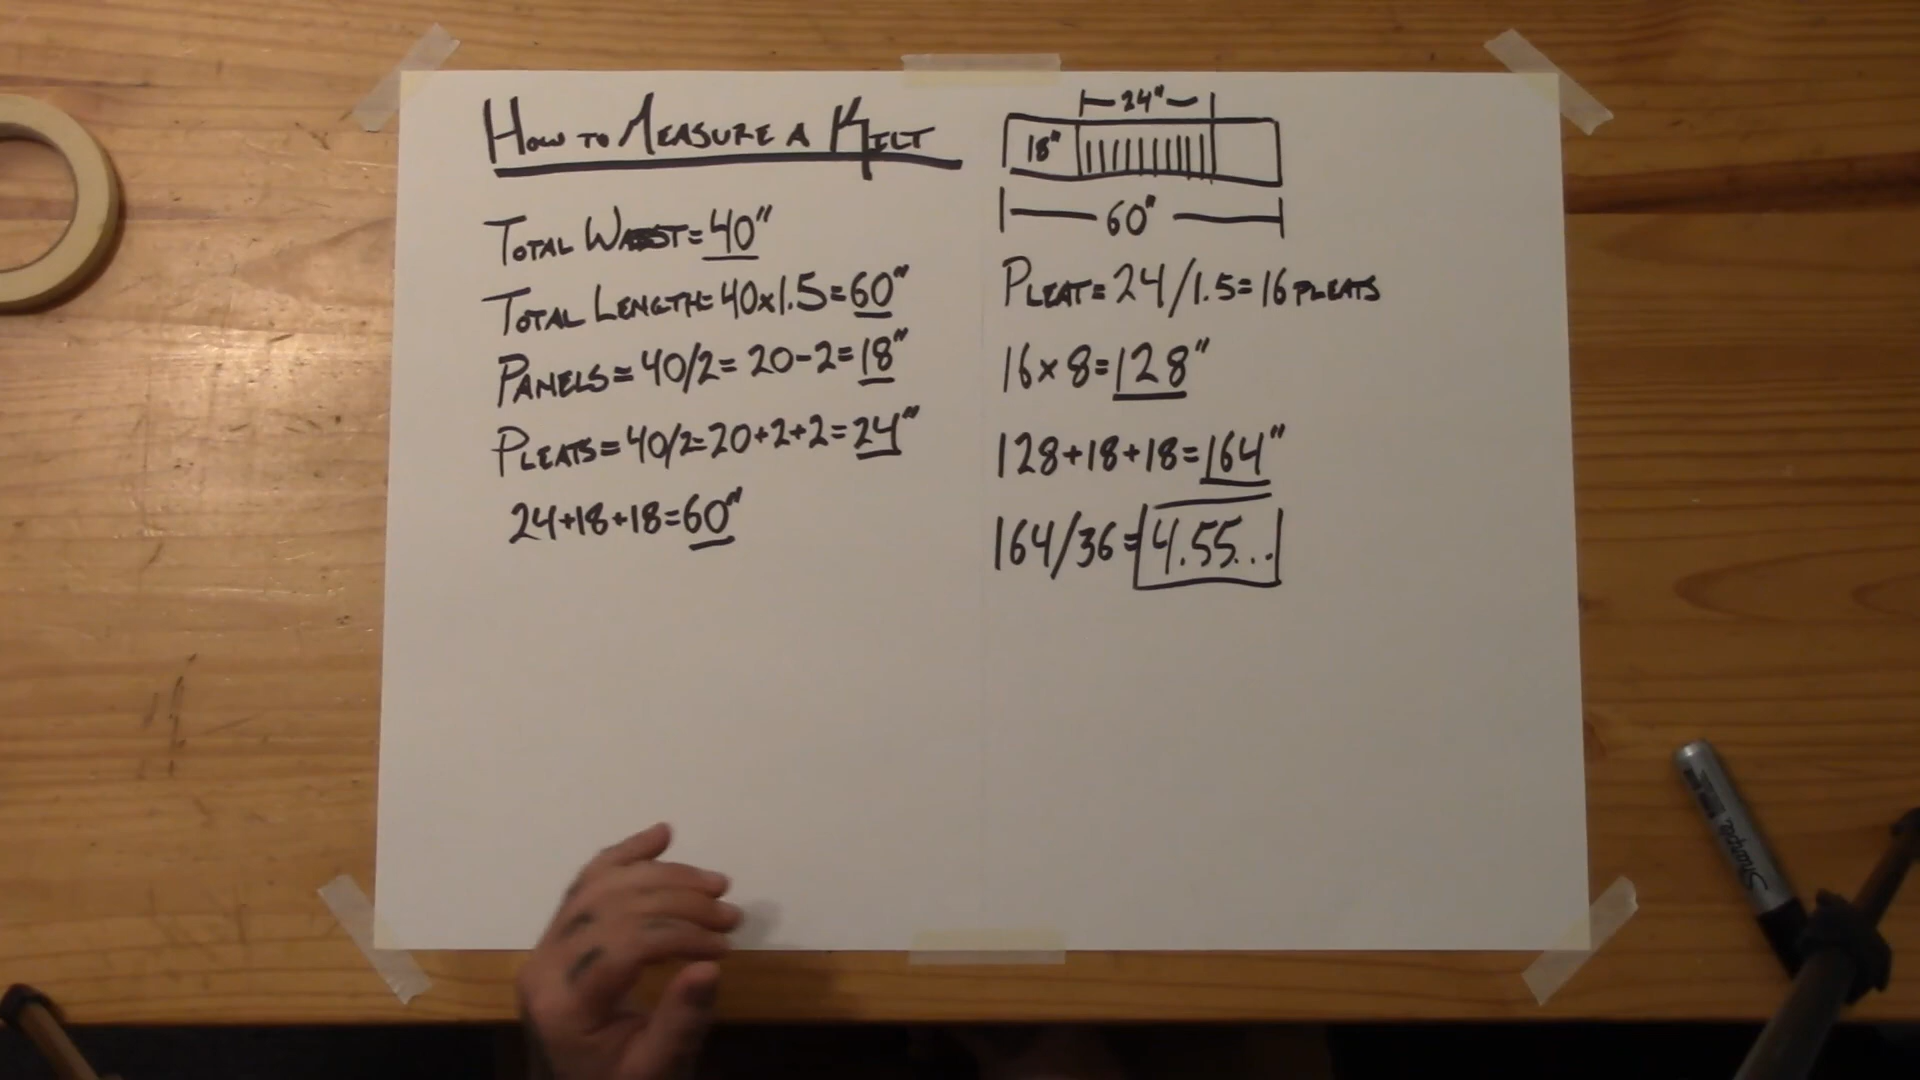 How to Measure a Kilt
Total Waist = 40"
Total Length = 40x1.5 = 60"
Panels = 40/2 = 20-2 = 18"
Pleats = 40/2 = 20+2+2 = 24"
24+18+18=60"
24"
18"
60"
Pleat = 24/1.5 = 16 pleats
16x8=128"
128+18+18=164"
164/36=4.55...
Sharpie